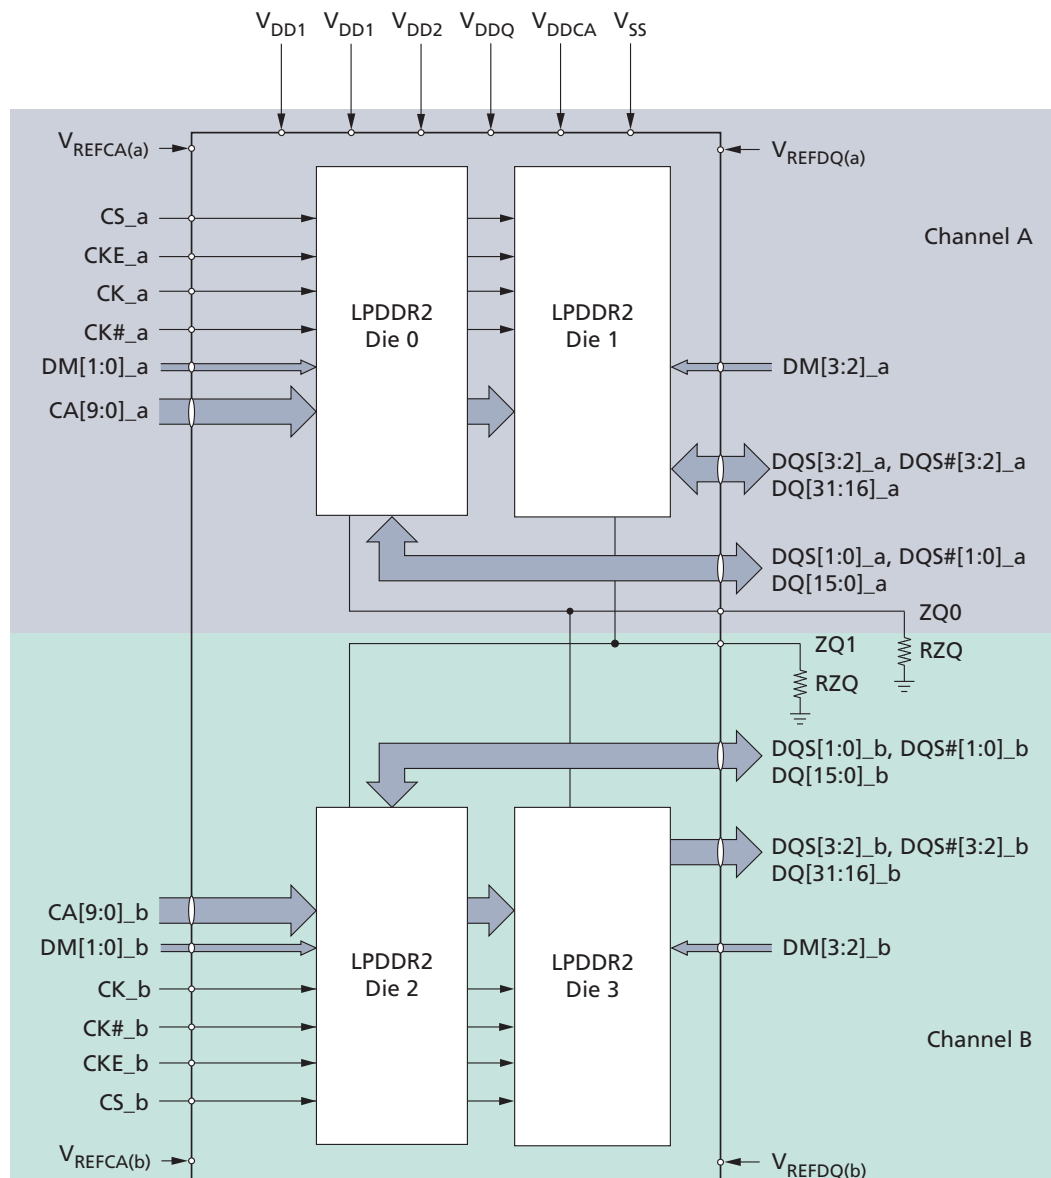 VDD1 VDD1 VDD2 VDDQ VDDCA VSS
VREFCA(a)
VREFDQ(a)
CS_a
Channel A
CKE_a
CK_a
LPDDR2
Die 0
LPDDR2
Die 1
CK#_a
DM[1:0]_a
DM[3:2]_a
CA[9:0]_a
DQS[3:2]_a, DQS#[3:2]_a
DQ[31:16]_a
DQS[1:0]_a, DQS#[1:0]_a
DQ[15:0]_a
ZQ0
RZQ
ZQ1
RZQ
DQS[1:0]_b, DQS#[1:0]_b
DQ[15:0]_b
DQS[3:2]_b, DQS#[3:2]_b
DQ[31:16]_b
CA[9:0]_b
DM[1:0]_b
DM[3:2]_b
LPDDR2
Die 2
LPDDR2
Die 3
CK_b
CK#_b
Channel B
CKE_b
CS_b
VREFCA(b)
VREFDQ(b)